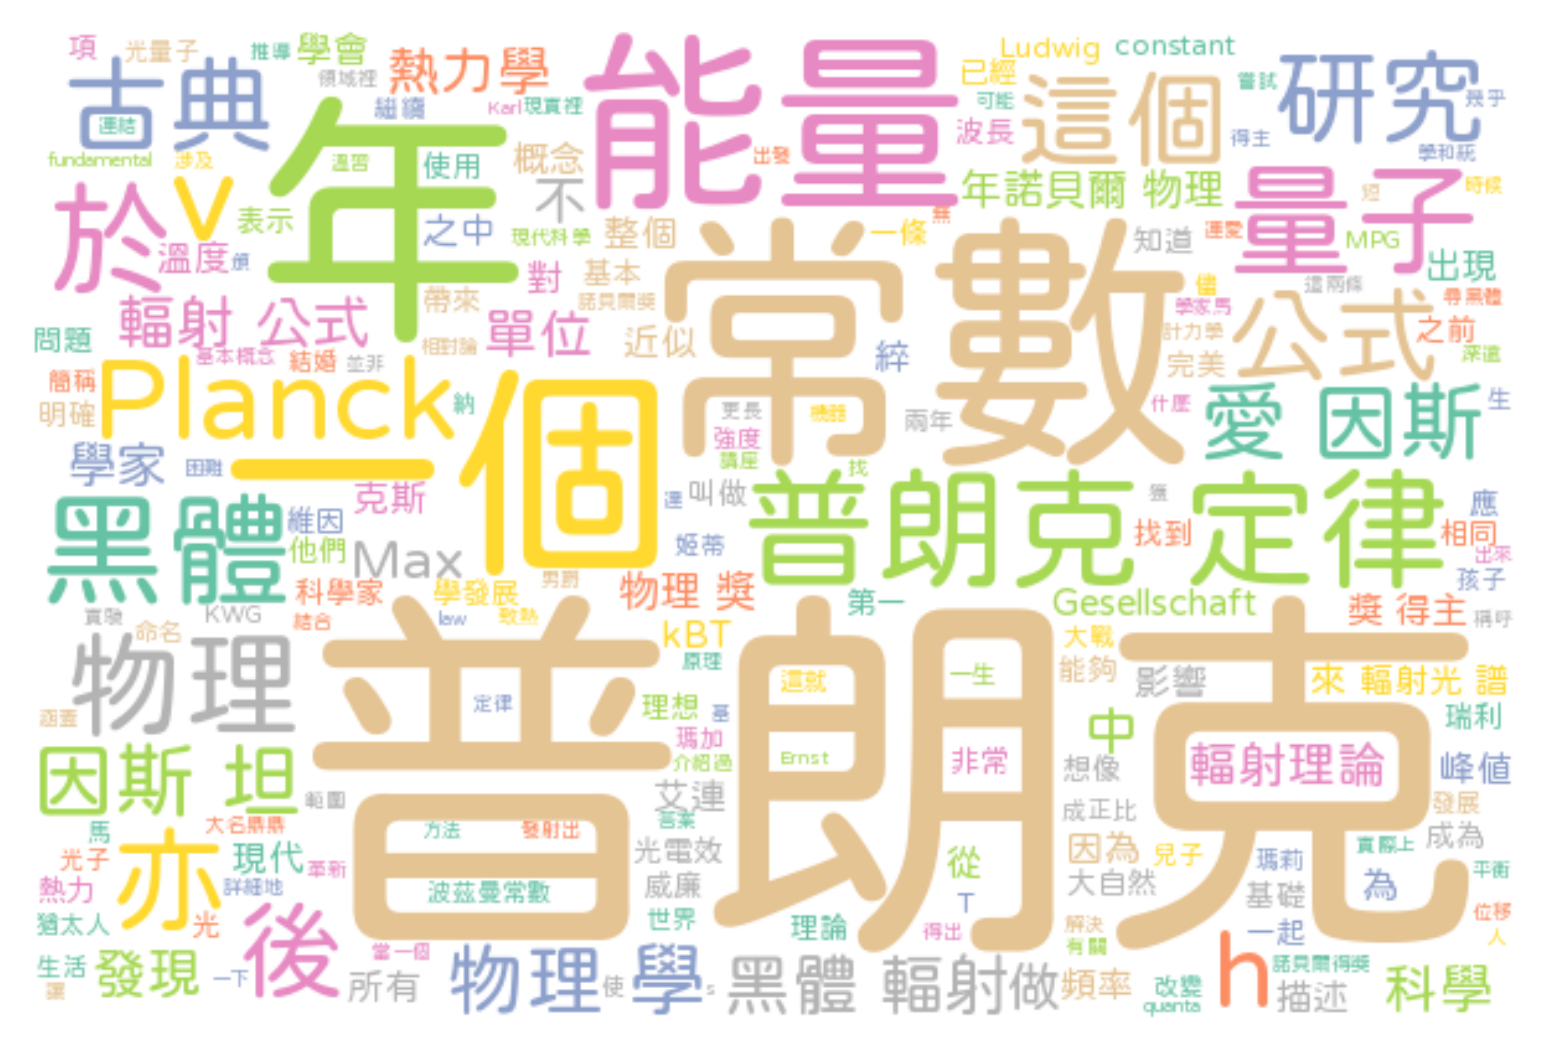 項 光量子 推導 學會 熱力學 能量 Ludwig constant 研究
古典 領域裡 繼續 Karl 現實裡 已經 可能 這個 嘗試 幾乎
連結 年 波長 得主 學和統
fundamental 涉及 溫習 使用 概念 出發 年諾貝爾 物理 量子 短 時候
於 ν 表示 之中 不 現代科學 整個 一條 無 知道 MPG
溫度 對 基本 常數 出現
輻射 公式 帶來 諾貝爾獎 儘 這兩條 尋黑體
問題 單位 近似 綷 學家馬 計力學 公式 之前
基本概念 結婚 並非 相對論 完美 深遠
簡稱 Planck 一個 更長 機器 什麼 愛 因斯 生
明確 納 強度 兩年
學家 困難 講座 找
黑體 克斯 叫做 普朗克 定律 應
維因 他們 Max 姬蒂 找到 相同 出來
科學家 學發展 男爵 物理 獎 第一 Gesellschaft 孩子
實驗 KWG 結合 law 致熱 獎 得主 稱呼
命名 普朗克 kBT 大戰
物理 原理 能夠 影響 來 輻射光 譜
涵蓋 定律 理想 基 這就 一生 中 瑞利
因斯 坦 瑪加 介紹過 Ernst 非常 想像 輻射理論 峰值
範圍 艾連 成正比 發展
馬 大名鼎鼎 方法 發射出 答案 成為
光子 亦 現代 革新 光電效 從 因為 兒子 瑪莉 實際上 平衡
熱力 詳細地 波茲曼常數 威廉 T 大自然 基礎 為
猶太人 光 後 世界 理論 得出 解決 一起 位移
生活 發現 當一個 有關 h 諾貝爾得獎 人
讓 一下 所有 物理 使 學 s 黑體 輻射 做 頻率 改變 描述 科學
quanta